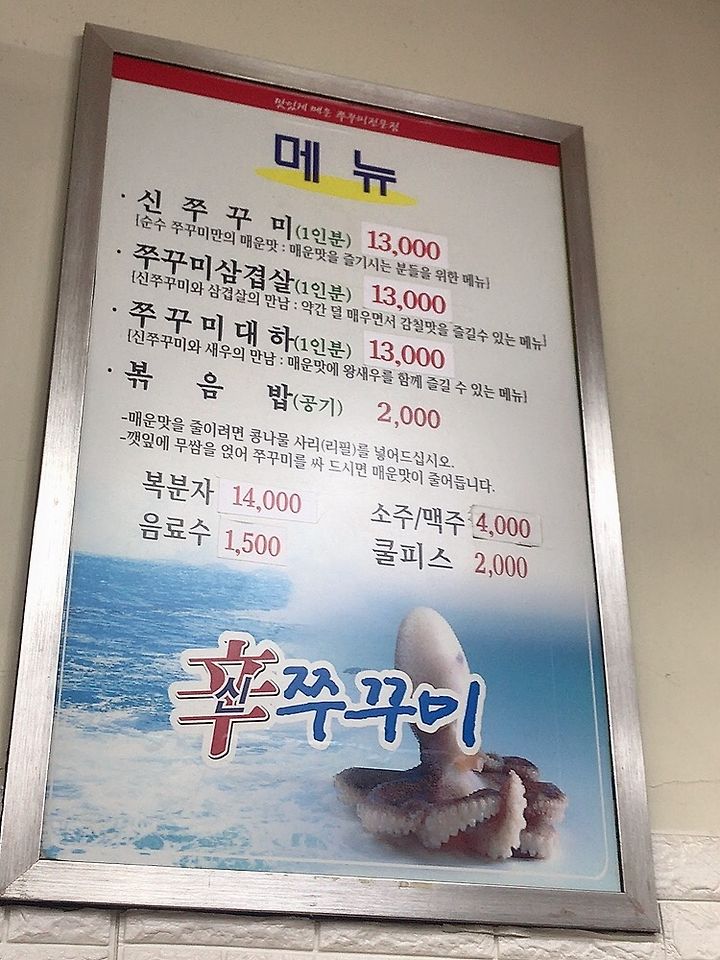 맛있게 매운 쭈꾸미전문점
메 뉴
· 신 쭈 꾸 미(1인분) 13,000
[순수 쭈꾸미만의 매운맛 : 매운맛을 즐기시는 분들을 위한 메뉴]
· 쭈꾸미삼겹살(1인분) 13,000
[신쭈꾸미와 삼겹살의 만남 : 약간 덜 매우면서 감칠맛을 즐길수 있는 메뉴]
· 쭈꾸미대하(1인분) 13,000
[신쭈꾸미와 새우의 만남 : 매운맛에 왕새우를 함께 즐길 수 있는 메뉴]
· 볶 음 밥(공기) 2,000
-매운맛을 줄이려면 콩나물 사리(리필)를 넣어드십시오.
-깻잎에 무쌈을 얹어 쭈꾸미를 싸 드시면 매운맛이 줄어듭니다.
복분자 14,000 소주/맥주 4,000
음료수 1,500 쿨피스 2,000
辛신쭈꾸미